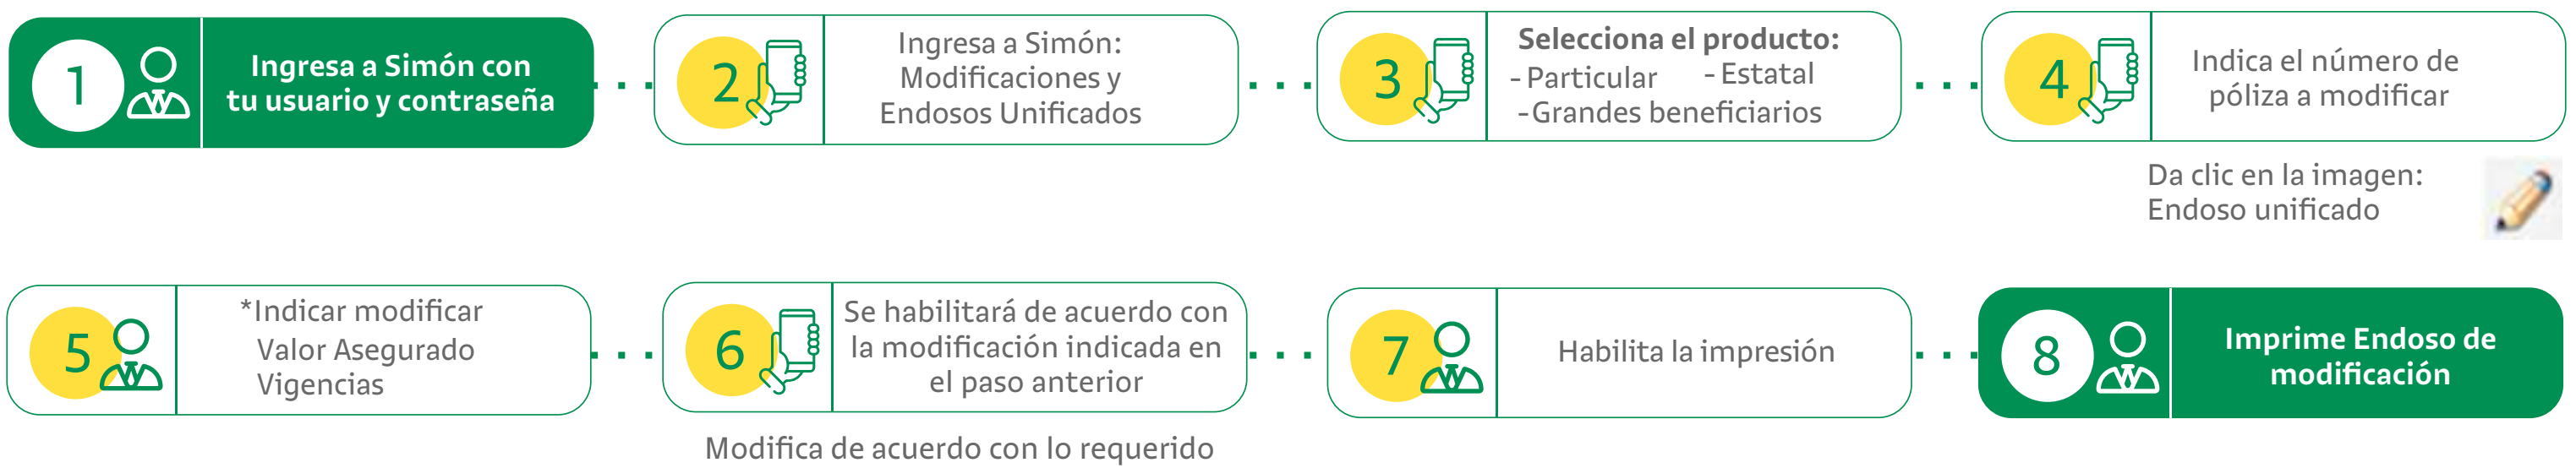 1
Ingresa a Simón con
tu usuario y contraseña
2
Ingresa a Simón:
Modificaciones y
Endosos Unificados
3
Selecciona el producto:
- Particular - Estatal
-Grandes beneficiarios
4
Indica el número de
póliza a modificar
Da clic en la imagen:
Endoso unificado
5
*Indicar modificar
Valor Asegurado
Vigencias
6
Se habilitará de acuerdo con
la modificación indicada en
el paso anterior
Modifica de acuerdo con lo requerido
7
Habilita la impresión
8
Imprime Endoso de
modificación